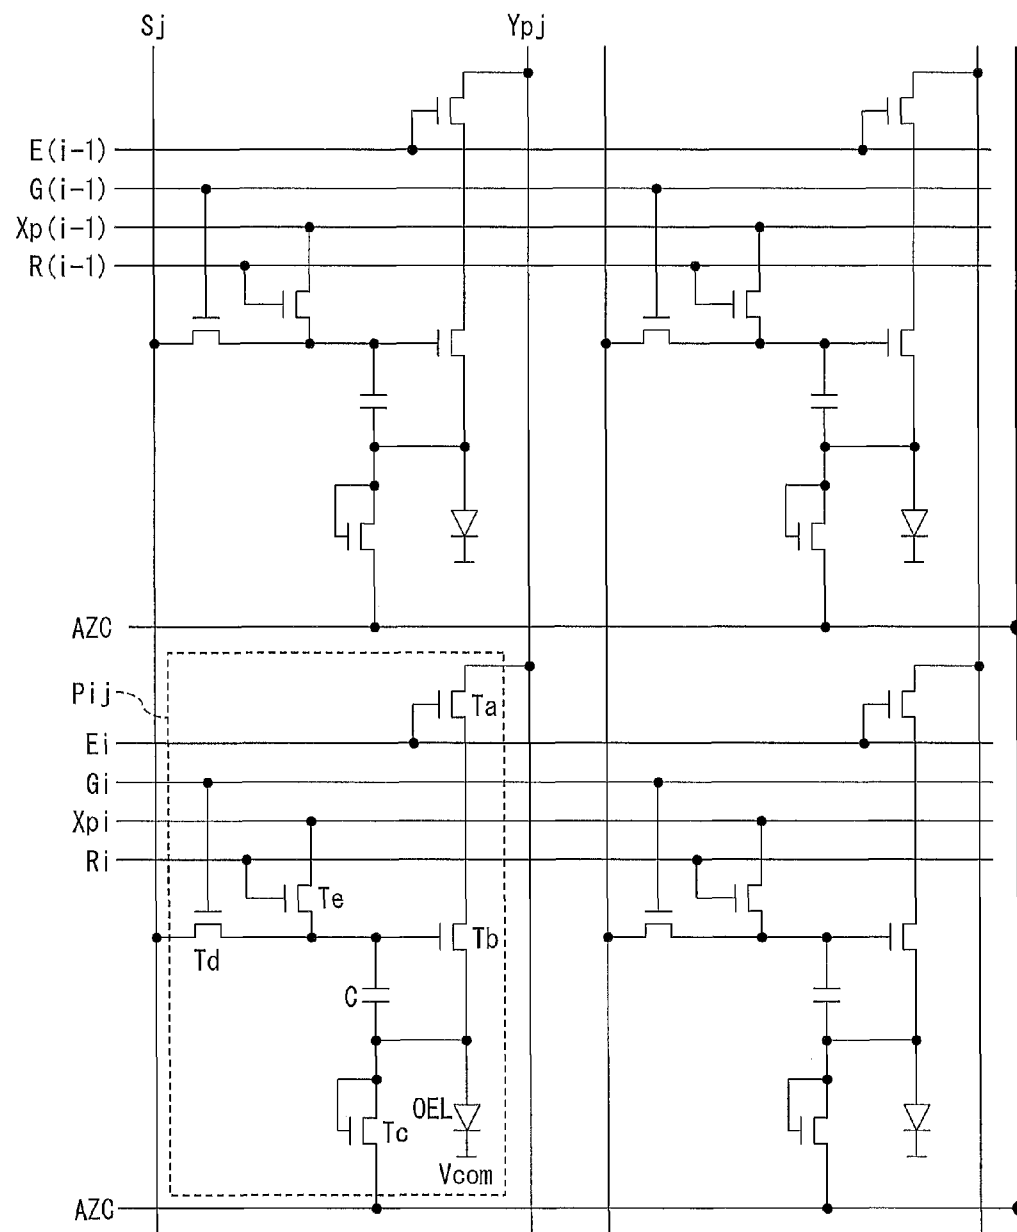 Sj
Ypj
E(i-1)
G(i-1)
Xp(i-1)
R(i-1)
AZC
Pij
Ta
Ei
Gi
Xpi
Ri
Te
Tb
Td
C
OEL
Tc
Vcom
AZC